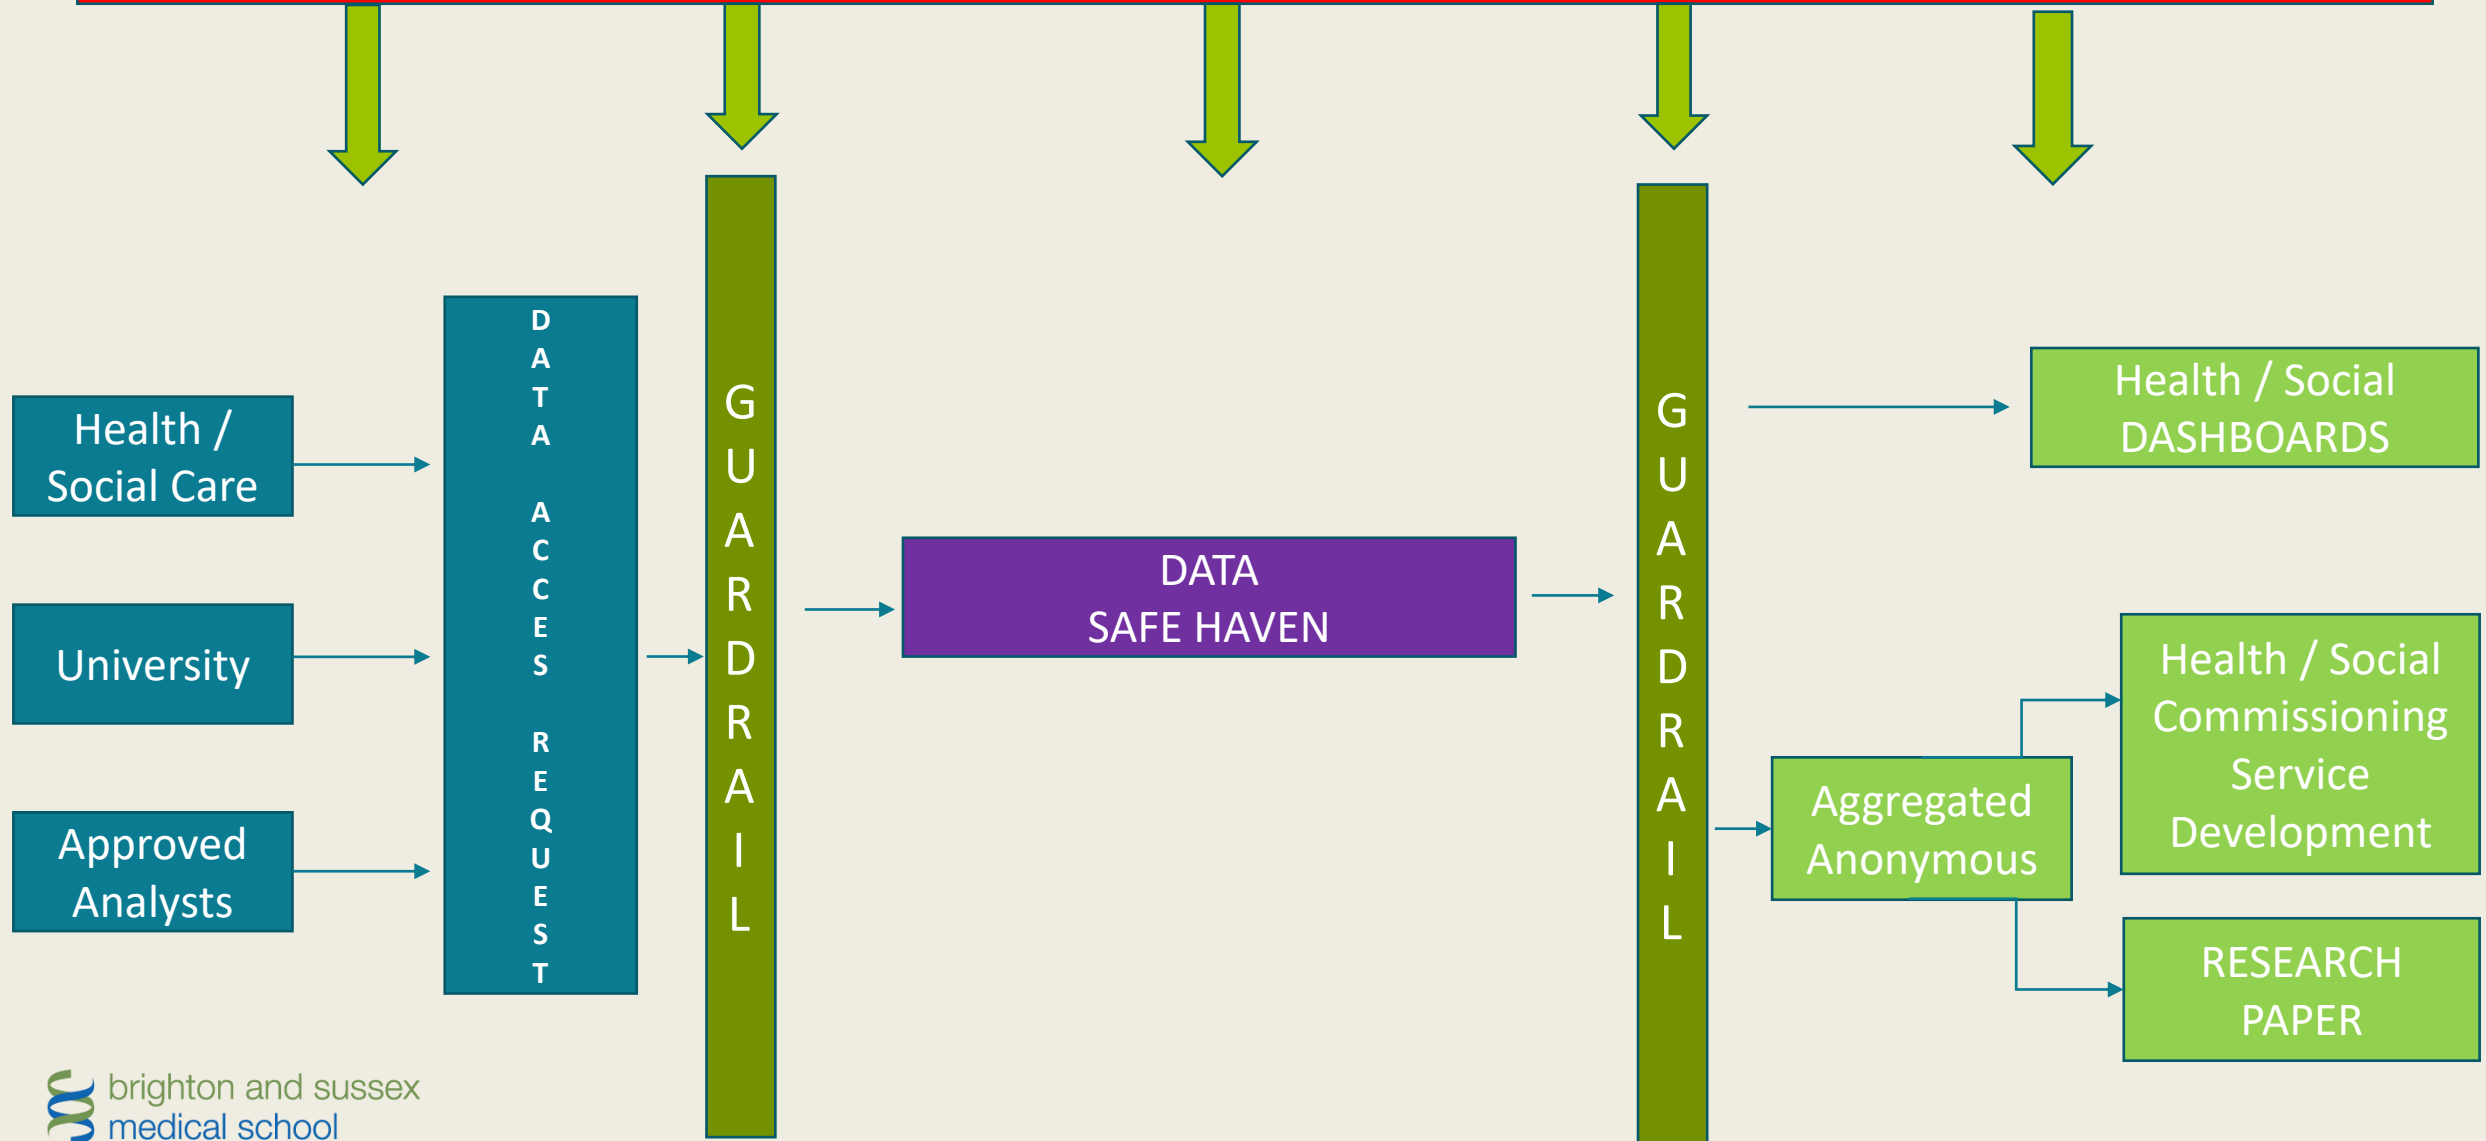 Health /
Social Care
University
Approved
Analysts
DATA ACCES REQUEST
GUARDRAIL
DATA
SAFE HAVEN
GUARDRAIL
Health / Social
DASHBOARDS
Aggregated
Anonymous
Health / Social
Commissioning
Service
Development
RESEARCH
PAPER
brighton and sussex
medical school